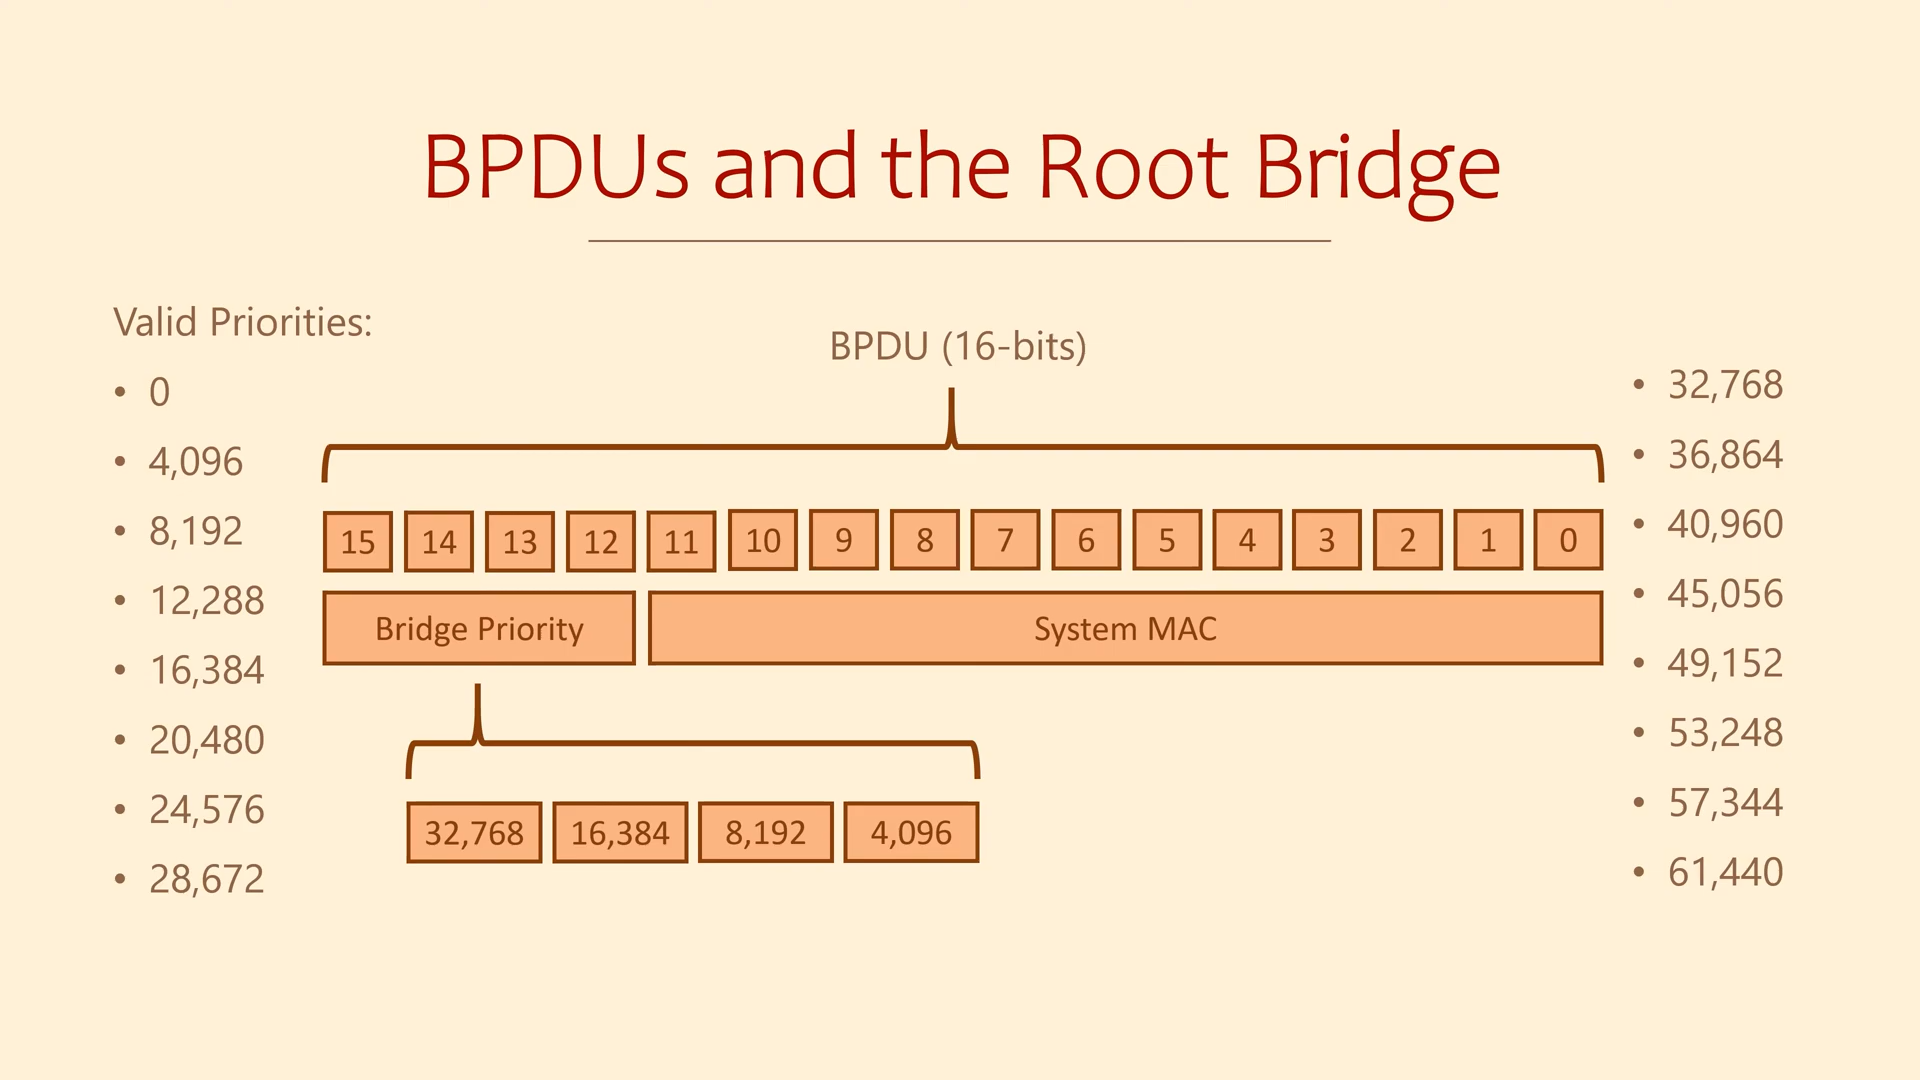 BPDUs and the Root Bridge
Valid Priorities:
• 0
• 4,096
• 8,192
• 12,288
• 16,384
• 20,480
• 24,576
• 28,672
BPDU (16-bits)
15 14 13 12 11 10 9 8 7 6 5 4 3 2 1 0
Bridge Priority System MAC
32,768 16,384 8,192 4,096
• 32,768
• 36,864
• 40,960
• 45,056
• 49,152
• 53,248
• 57,344
• 61,440